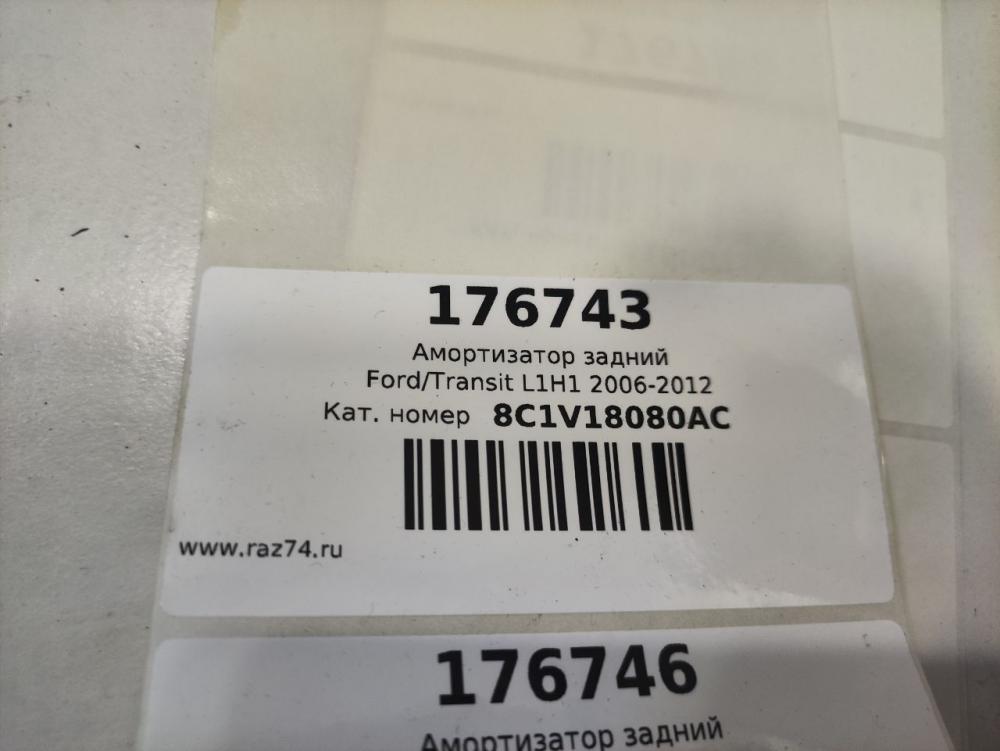 176743
Амортизатор задний
Ford/Transit L1H1 2006-2012
Кат. номер 8C1V18080AC
www.raz74.ru
176746
Амортизатор задний